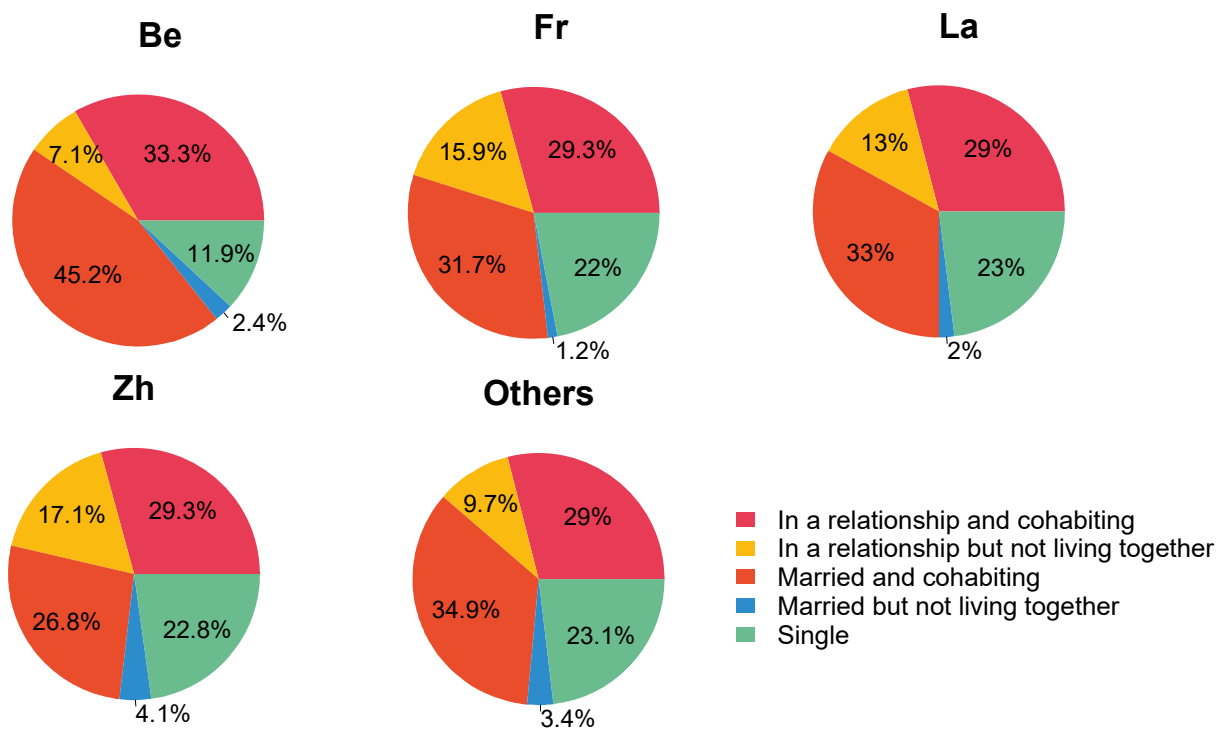 Be
33.3%
7.1%
45.2%
11.9%
2.4%
Fr
29.3%
15.9%
31.7%
22%
1.2%
La
29%
13%
33%
23%
2%
Zh
29.3%
17.1%
26.8%
22.8%
4.1%
Others
29%
9.7%
34.9%
23.1%
3.4%
In a relationship and cohabiting
In a relationship but not living together
Married and cohabiting
Married but not living together
Single